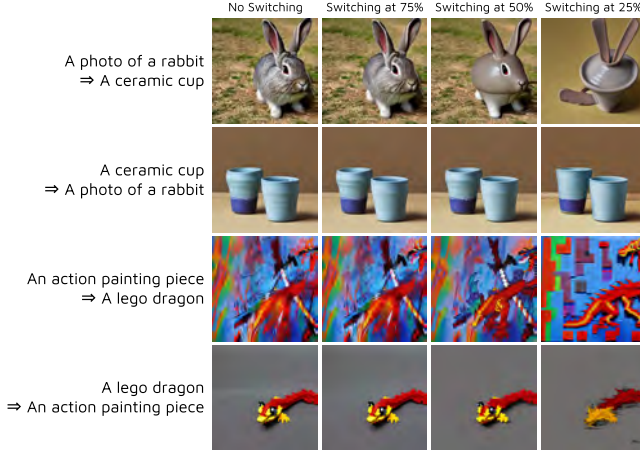 No Switching
Switching at 75%
Switching at 50%
Switching at 25%
A photo of a rabbit
⇒ A ceramic cup
A ceramic cup
⇒ A photo of a rabbit
An action painting piece
⇒ A lego dragon
A lego dragon
⇒ An action painting piece